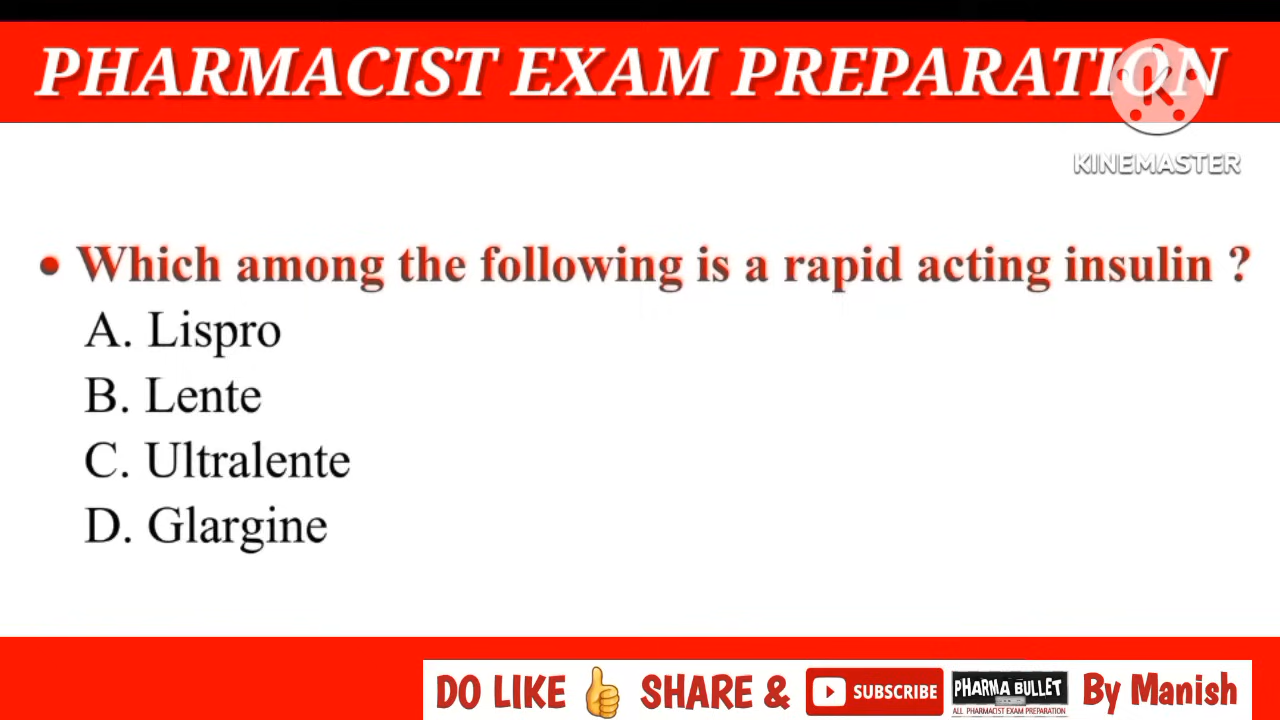 PHARMACIST EXAM PREPARATION
KINEMASTER
• Which among the following is a rapid acting insulin ?
A. Lispro
B. Lente
C. Ultralente
D. Glargine
DO LIKE 👍 SHARE & SUBSCRIBE PHARMA BULLET By Manish
ALL PHARMACIST EXAM PREPARATION